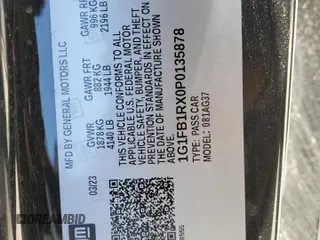 MFD BY GENERAL MOTORS LLC
03/23
GVWR
1878 KG
4140 LB
GAWR FRT
882 KG
1944 LB
GAWR RR
996 KG
2196 LB
THIS VEHICLE CONFORMS TO ALL
APPLICABLE U.S. FEDERAL MOTOR
VEHICLE SAFETY, BUMPER, AND THEFT
PREVENTION STANDARDS IN EFFECT ON
THE DATE OF MANUFACTURE SHOWN
ABOVE.
1G1FB1RX0P0135878
TYPE: PASS CAR
MODEL: 081AG37
gm
DREAMBID